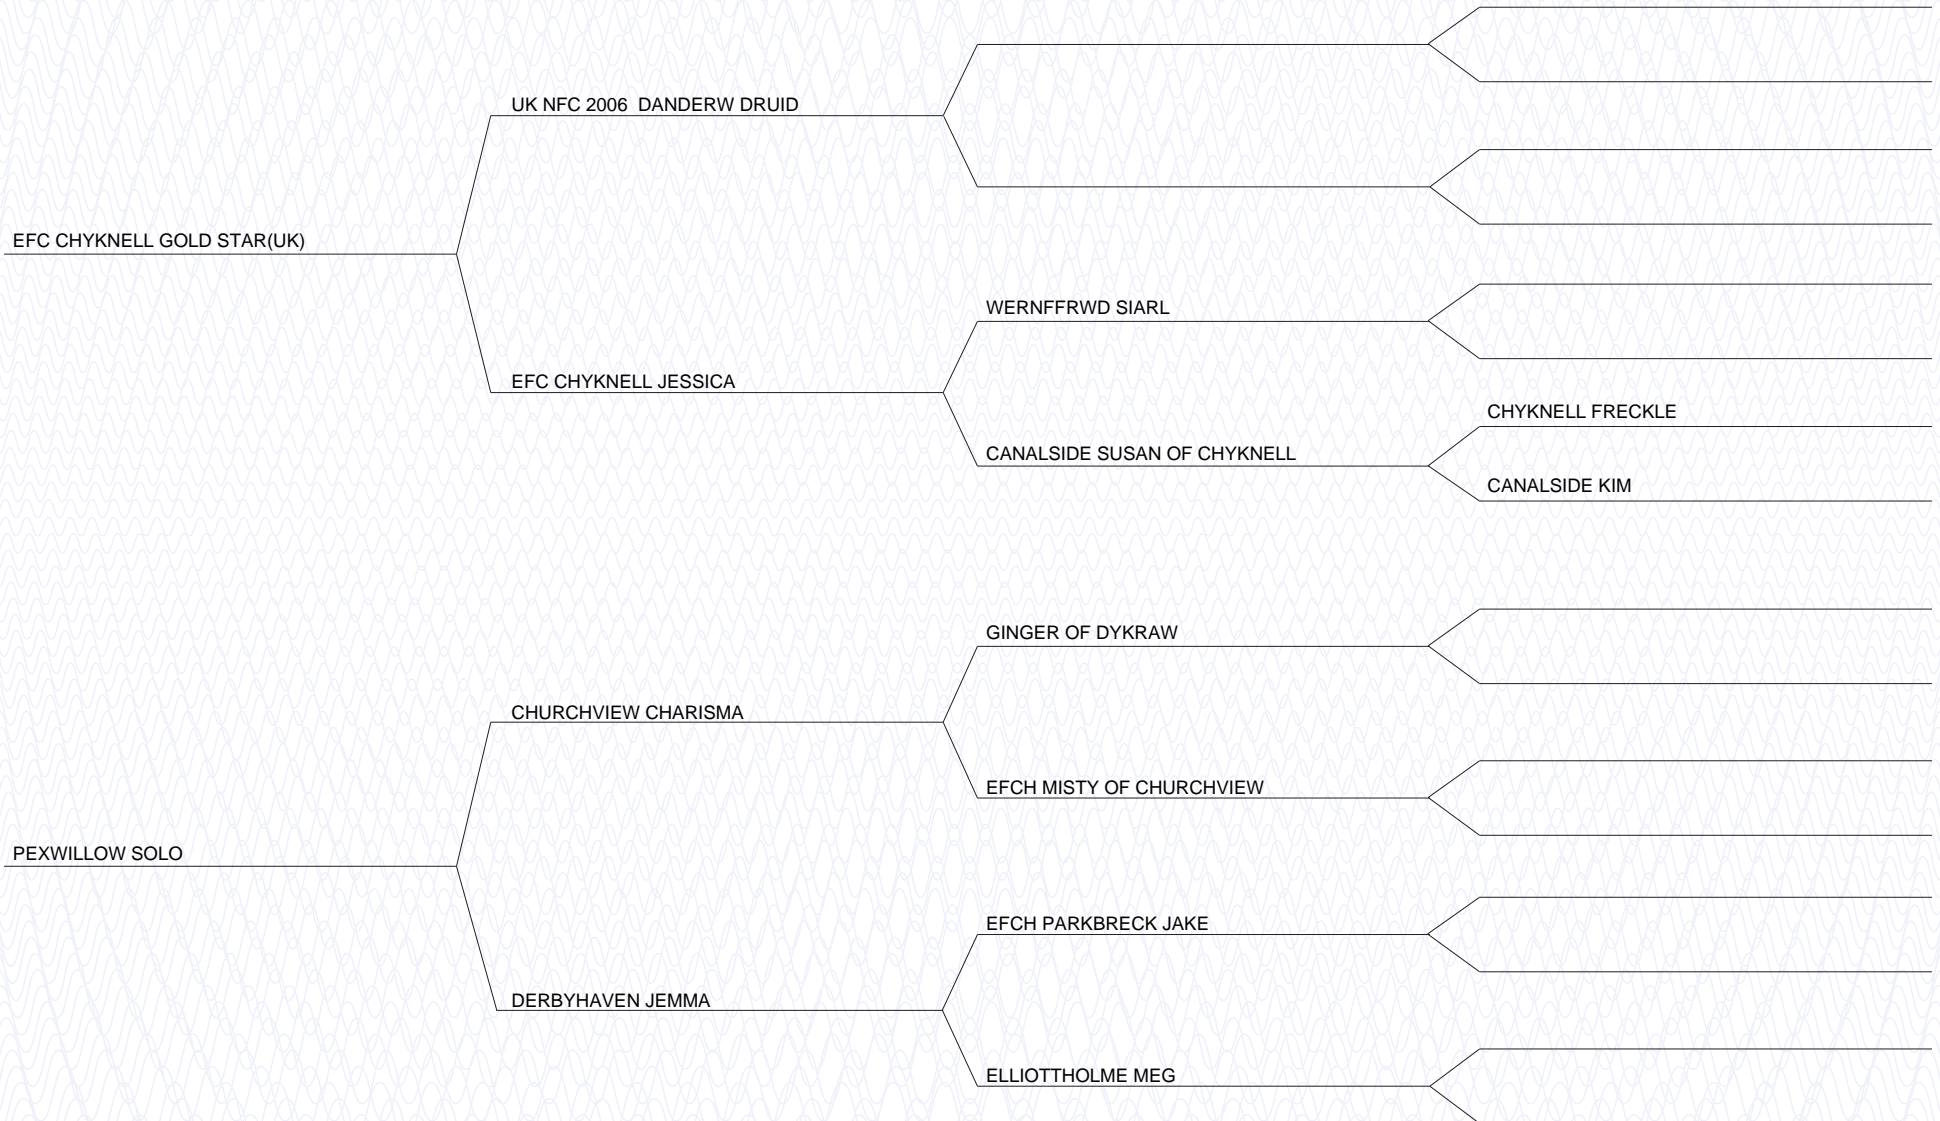 UK NFC 2006  DANDERW DRUID
EFC CHYKNELL GOLD STAR(UK)
WERNFFRWD SIARL
EFC CHYKNELL JESSICA
CHYKNELL FRECKLE
CANALSIDE SUSAN OF CHYKNELL
CANALSIDE KIM
GINGER OF DYKRAW
CHURCHVIEW CHARISMA
EFCH MISTY OF CHURCHVIEW
PEXWILLOW SOLO
EFCH PARKBRECK JAKE
DERBYHAVEN JEMMA
ELLIOTTHOLME MEG